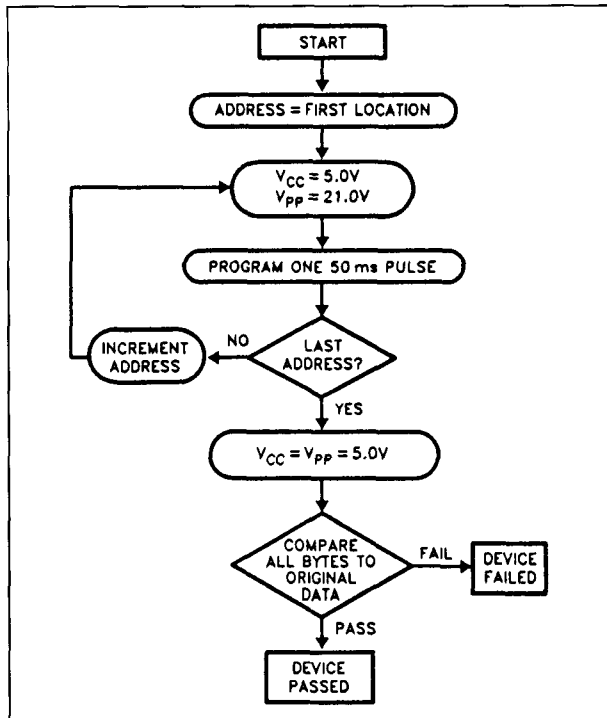 START
ADDRESS = FIRST LOCATION
VCC = 5.0V
VPP = 21.0V
PROGRAM ONE 50 ms PULSE
LAST
ADDRESS?
NO
INCREMENT
ADDRESS
YES
VCC = VPP = 5.0V
COMPARE
ALL BYTES TO
ORIGINAL
DATA
FAIL
DEVICE
FAILED
PASS
DEVICE
PASSED